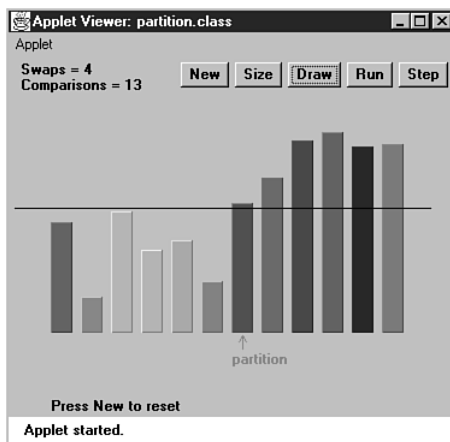 Applet Viewer: partition.class
Applet
Swaps = 4
Comparisons = 13
New Size Draw Run Step
partition
Press New to reset
Applet started.